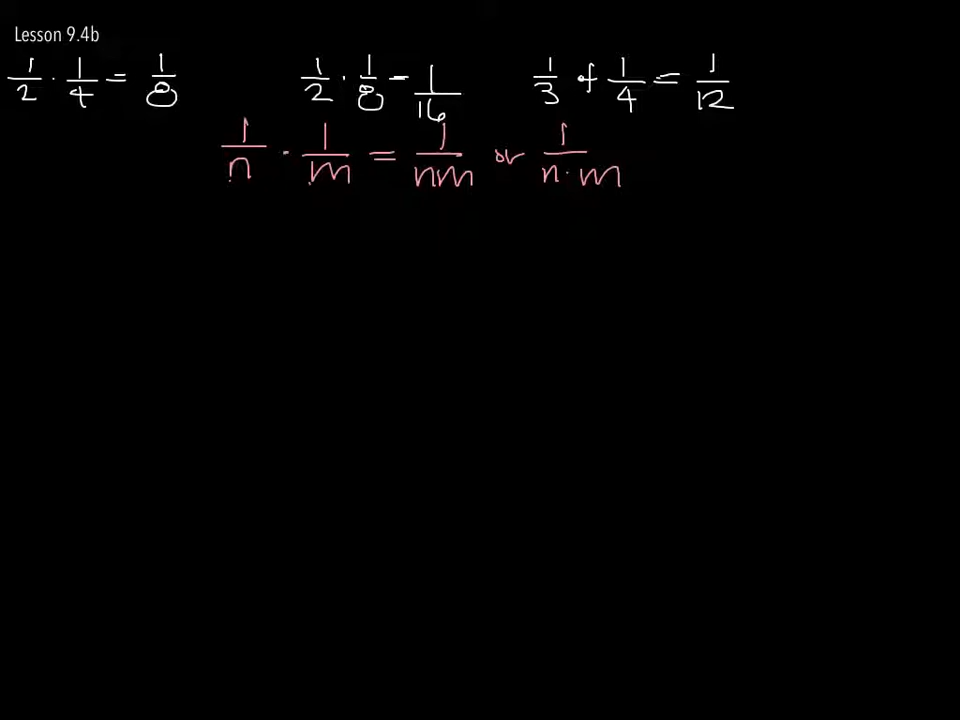 Lesson 9.4b
1/2 · 1/4 = 1/8 1/2 · 1/8 = 1/16 1/3 of 1/4 = 1/12
1/n · 1/m = 1/nm or 1/n·m